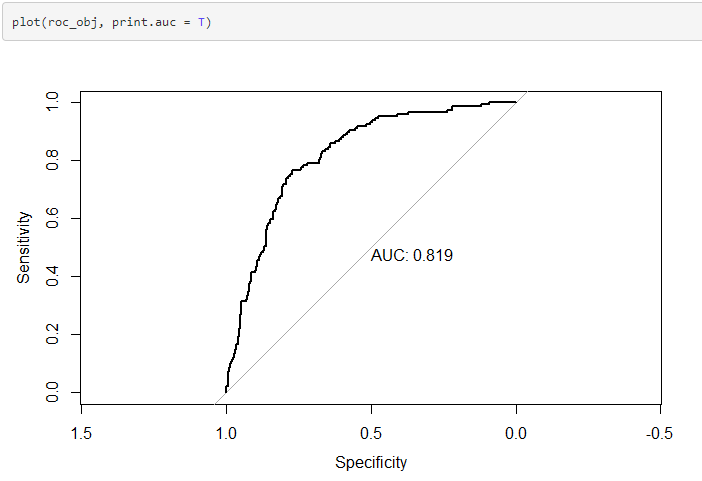 plot(roc_obj, print.auc = T)
1.0
0.8
0.6
0.4
0.2
0.0
Sensitivity
AUC: 0.819
1.5 1.0 0.5 0.0 -0.5
Specificity